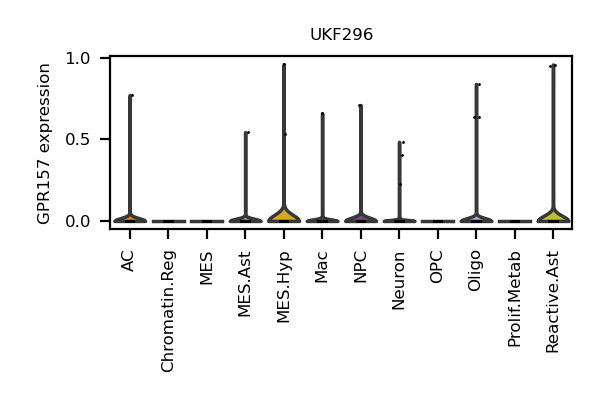 UKF296
GPR157 expression
1.0
0.5
0.0
AC
Chromatin.Reg
MES
MES.Ast
MES.Hyp
Mac
NPC
Neuron
OPC
Oligo
Prolif.Metab
Reactive.Ast